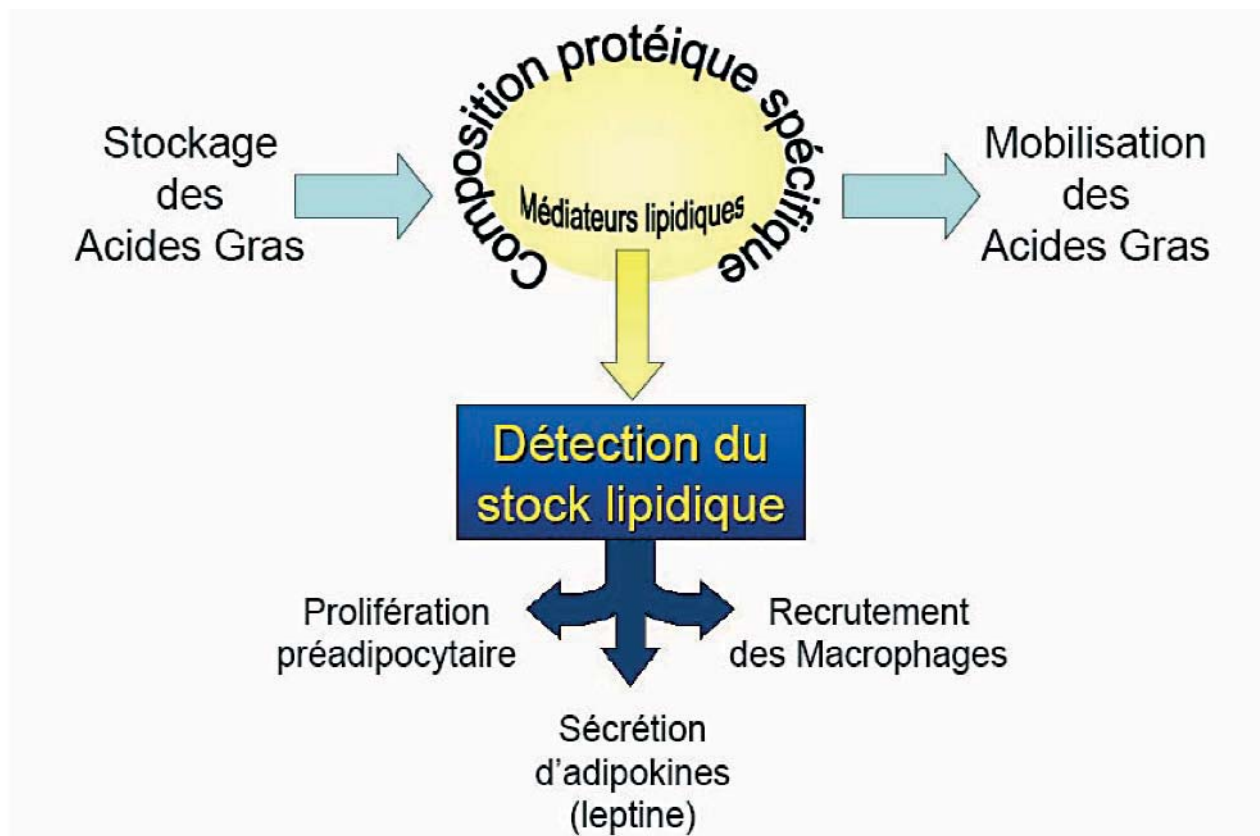 Composition protéique spécifique
Stockage
des
Acides Gras
Médiateurs lipidiques
Mobilisation
des
Acides Gras
Détection du
stock lipidique
Prolifération
préadipocytaire
Recrutement
des Macrophages
Sécrétion
d'adipokines
(leptine)